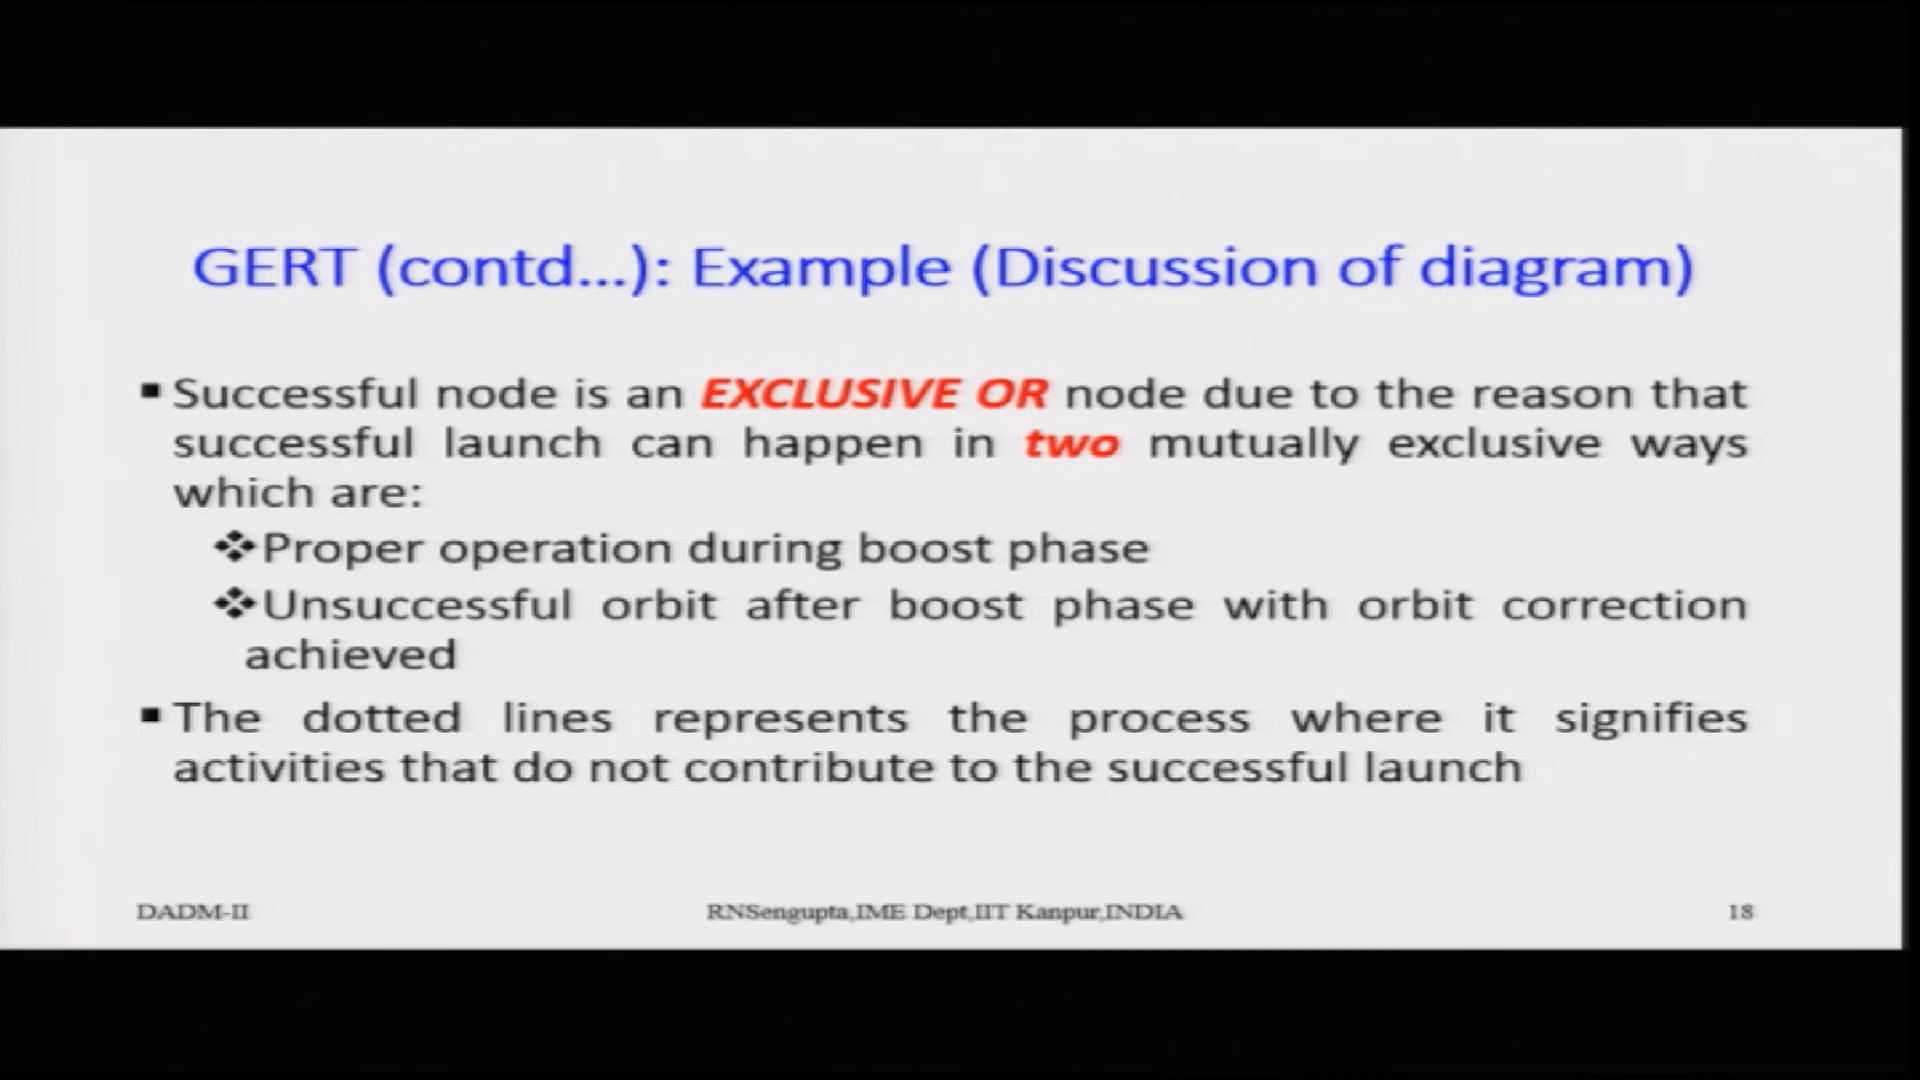 GERT (contd...): Example (Discussion of diagram)
▪ Successful node is an EXCLUSIVE OR node due to the reason that
successful launch can happen in two mutually exclusive ways
which are:
❖Proper operation during boost phase
❖Unsuccessful orbit after boost phase with orbit correction
achieved
▪ The dotted lines represents the process where it signifies
activities that do not contribute to the successful launch
DADM-II
RNSengupta,IME Dept,IIT Kanpur,INDIA
18